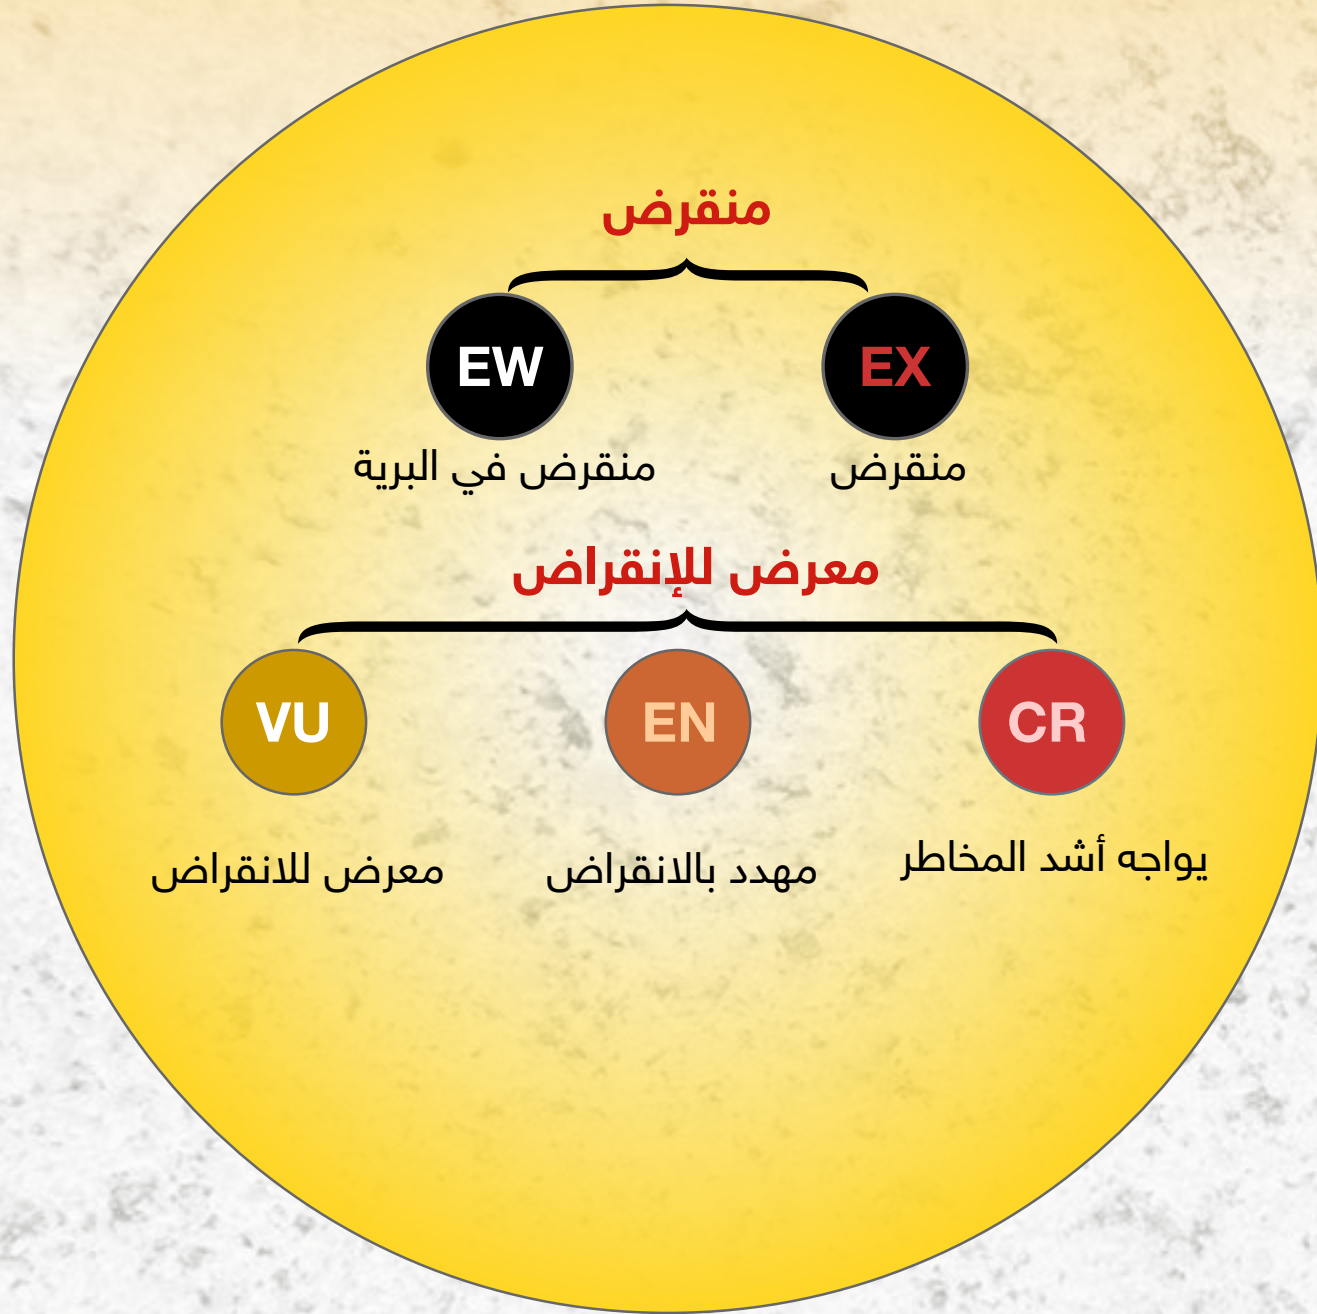 منقرض
EX
EW
منقرض
منقرض في البرية
معرض للإنقراض
CR
EN
VU
يواجه أشد المخاطر
مهدد بالانقراض
معرض للانقراض